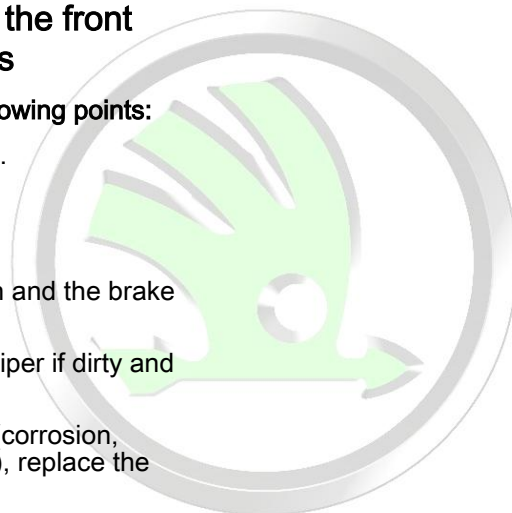 the front
s
owing points:
.
n and the brake
iper if dirty and
corrosion,
), replace the